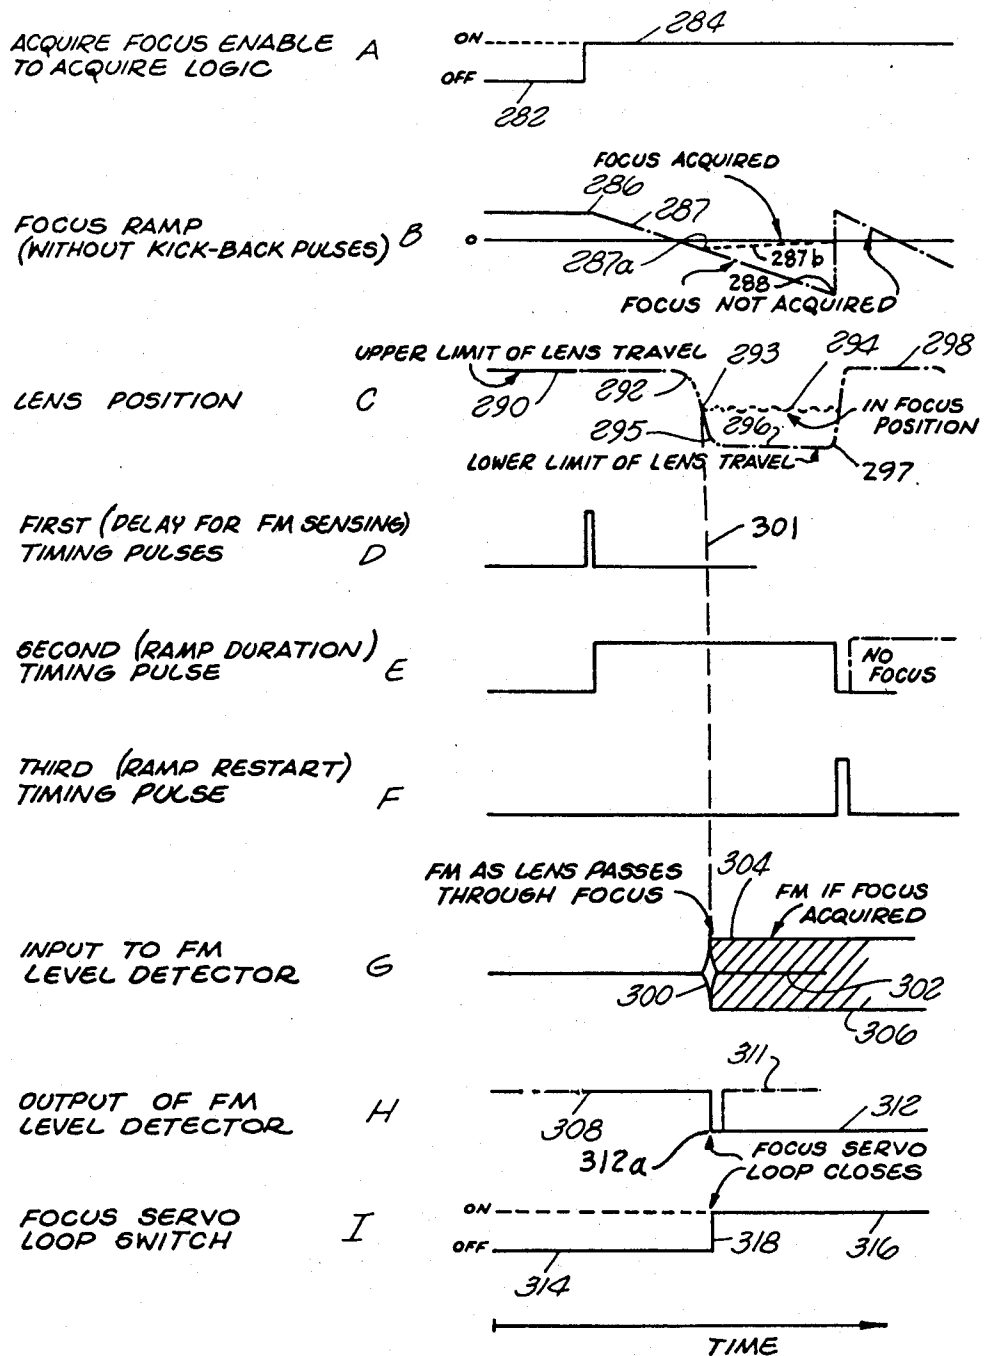 ACQUIRE FOCUS ENABLE
TO ACQUIRE LOGIC
A
ON
OFF
284
282
FOCUS ACQUIRED
286
287
FOCUS RAMP
(WITHOUT KICK-BACK PULSES)
B
0
287a
287b
288
FOCUS NOT ACQUIRED
UPPER LIMIT OF LENS TRAVEL
293
294
298
LENS POSITION
C
290
292
IN FOCUS
POSITION
295
296
LOWER LIMIT OF LENS TRAVEL
297
FIRST (DELAY FOR FM SENSING)
TIMING PULSES
D
301
SECOND (RAMP DURATION)
TIMING PULSE
E
NO
FOCUS
THIRD (RAMP RESTART)
TIMING PULSE
F
FM AS LENS PASSES
THROUGH FOCUS
304
FM IF FOCUS
ACQUIRED
INPUT TO FM
LEVEL DETECTOR
G
300
302
306
311
OUTPUT OF FM
LEVEL DETECTOR
H
308
312
312a
FOCUS SERVO
LOOP CLOSES
FOCUS SERVO
LOOP SWITCH
I
ON
OFF
318
316
314
TIME